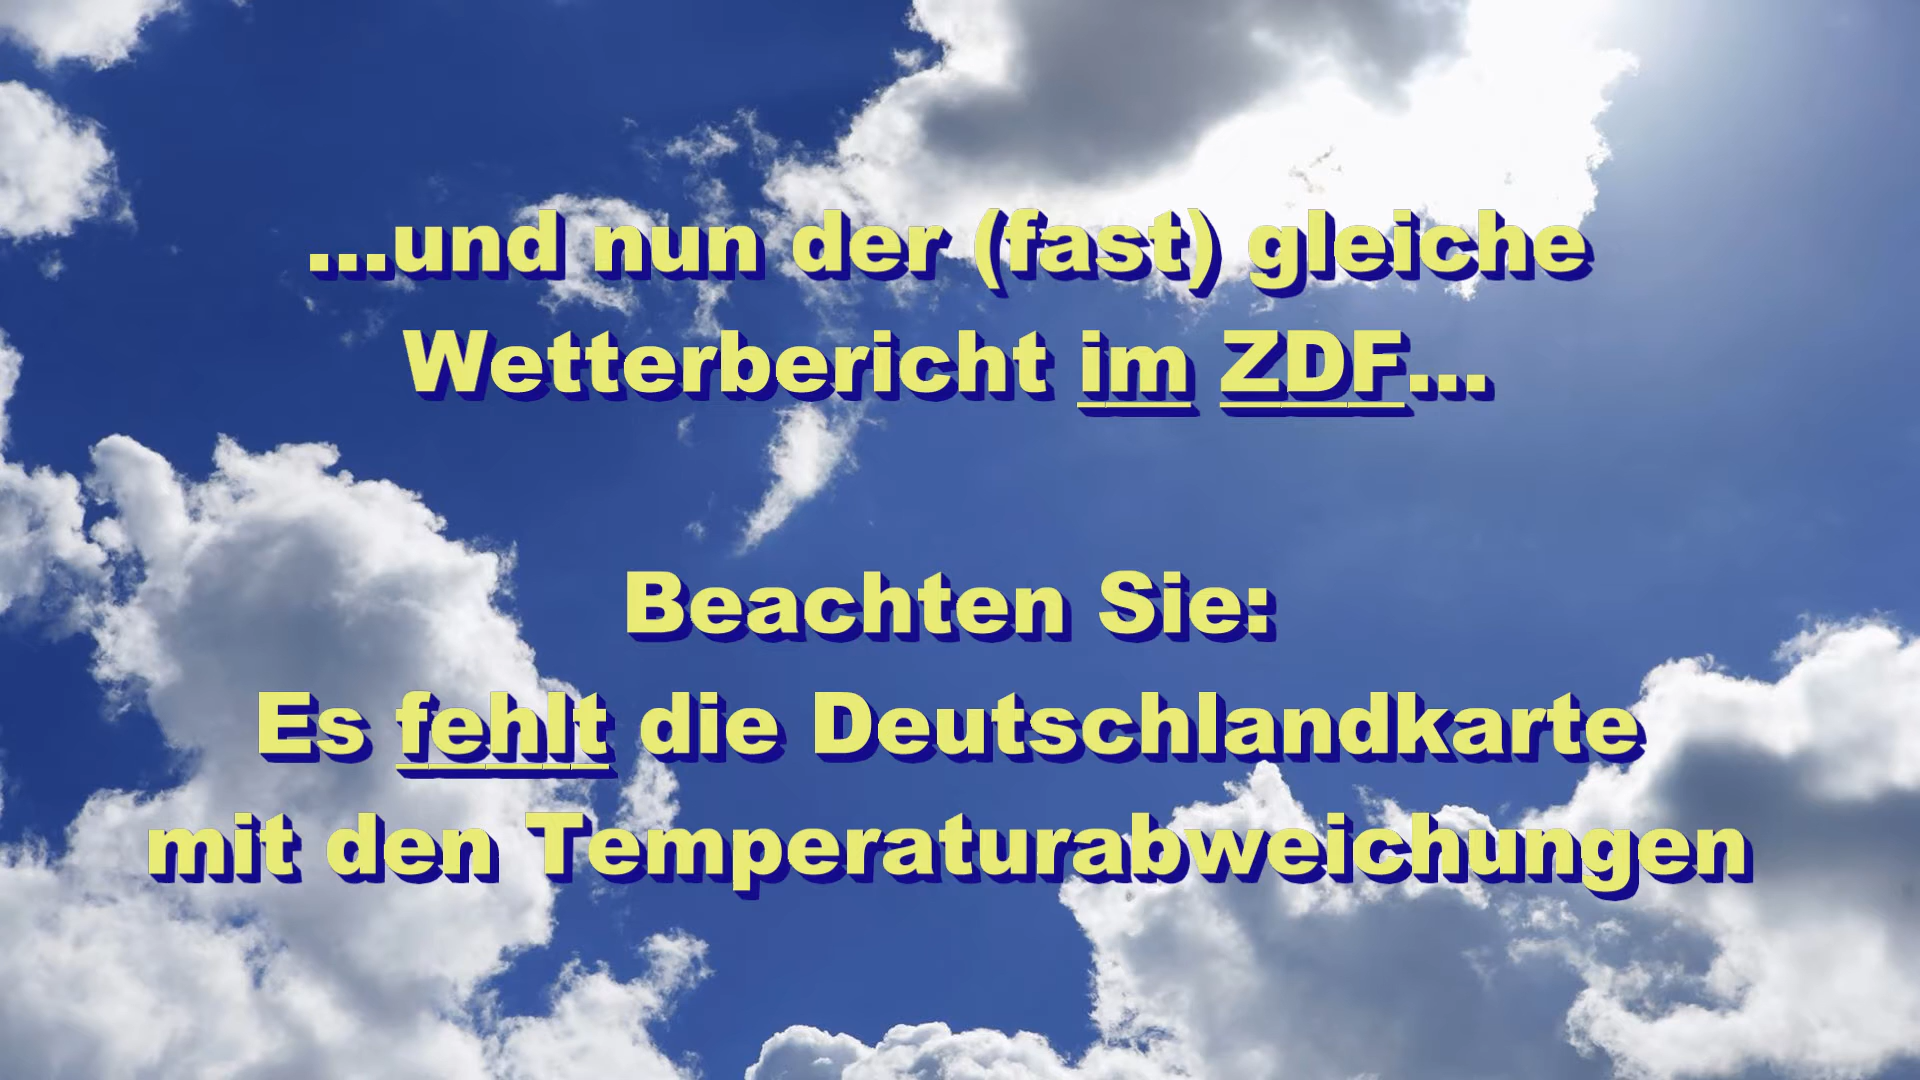 ...und nun der (fast) gleiche
Wetterbericht im ZDF...
Beachten Sie:
Es fehlt die Deutschlandkarte
mit den Temperaturabweichungen